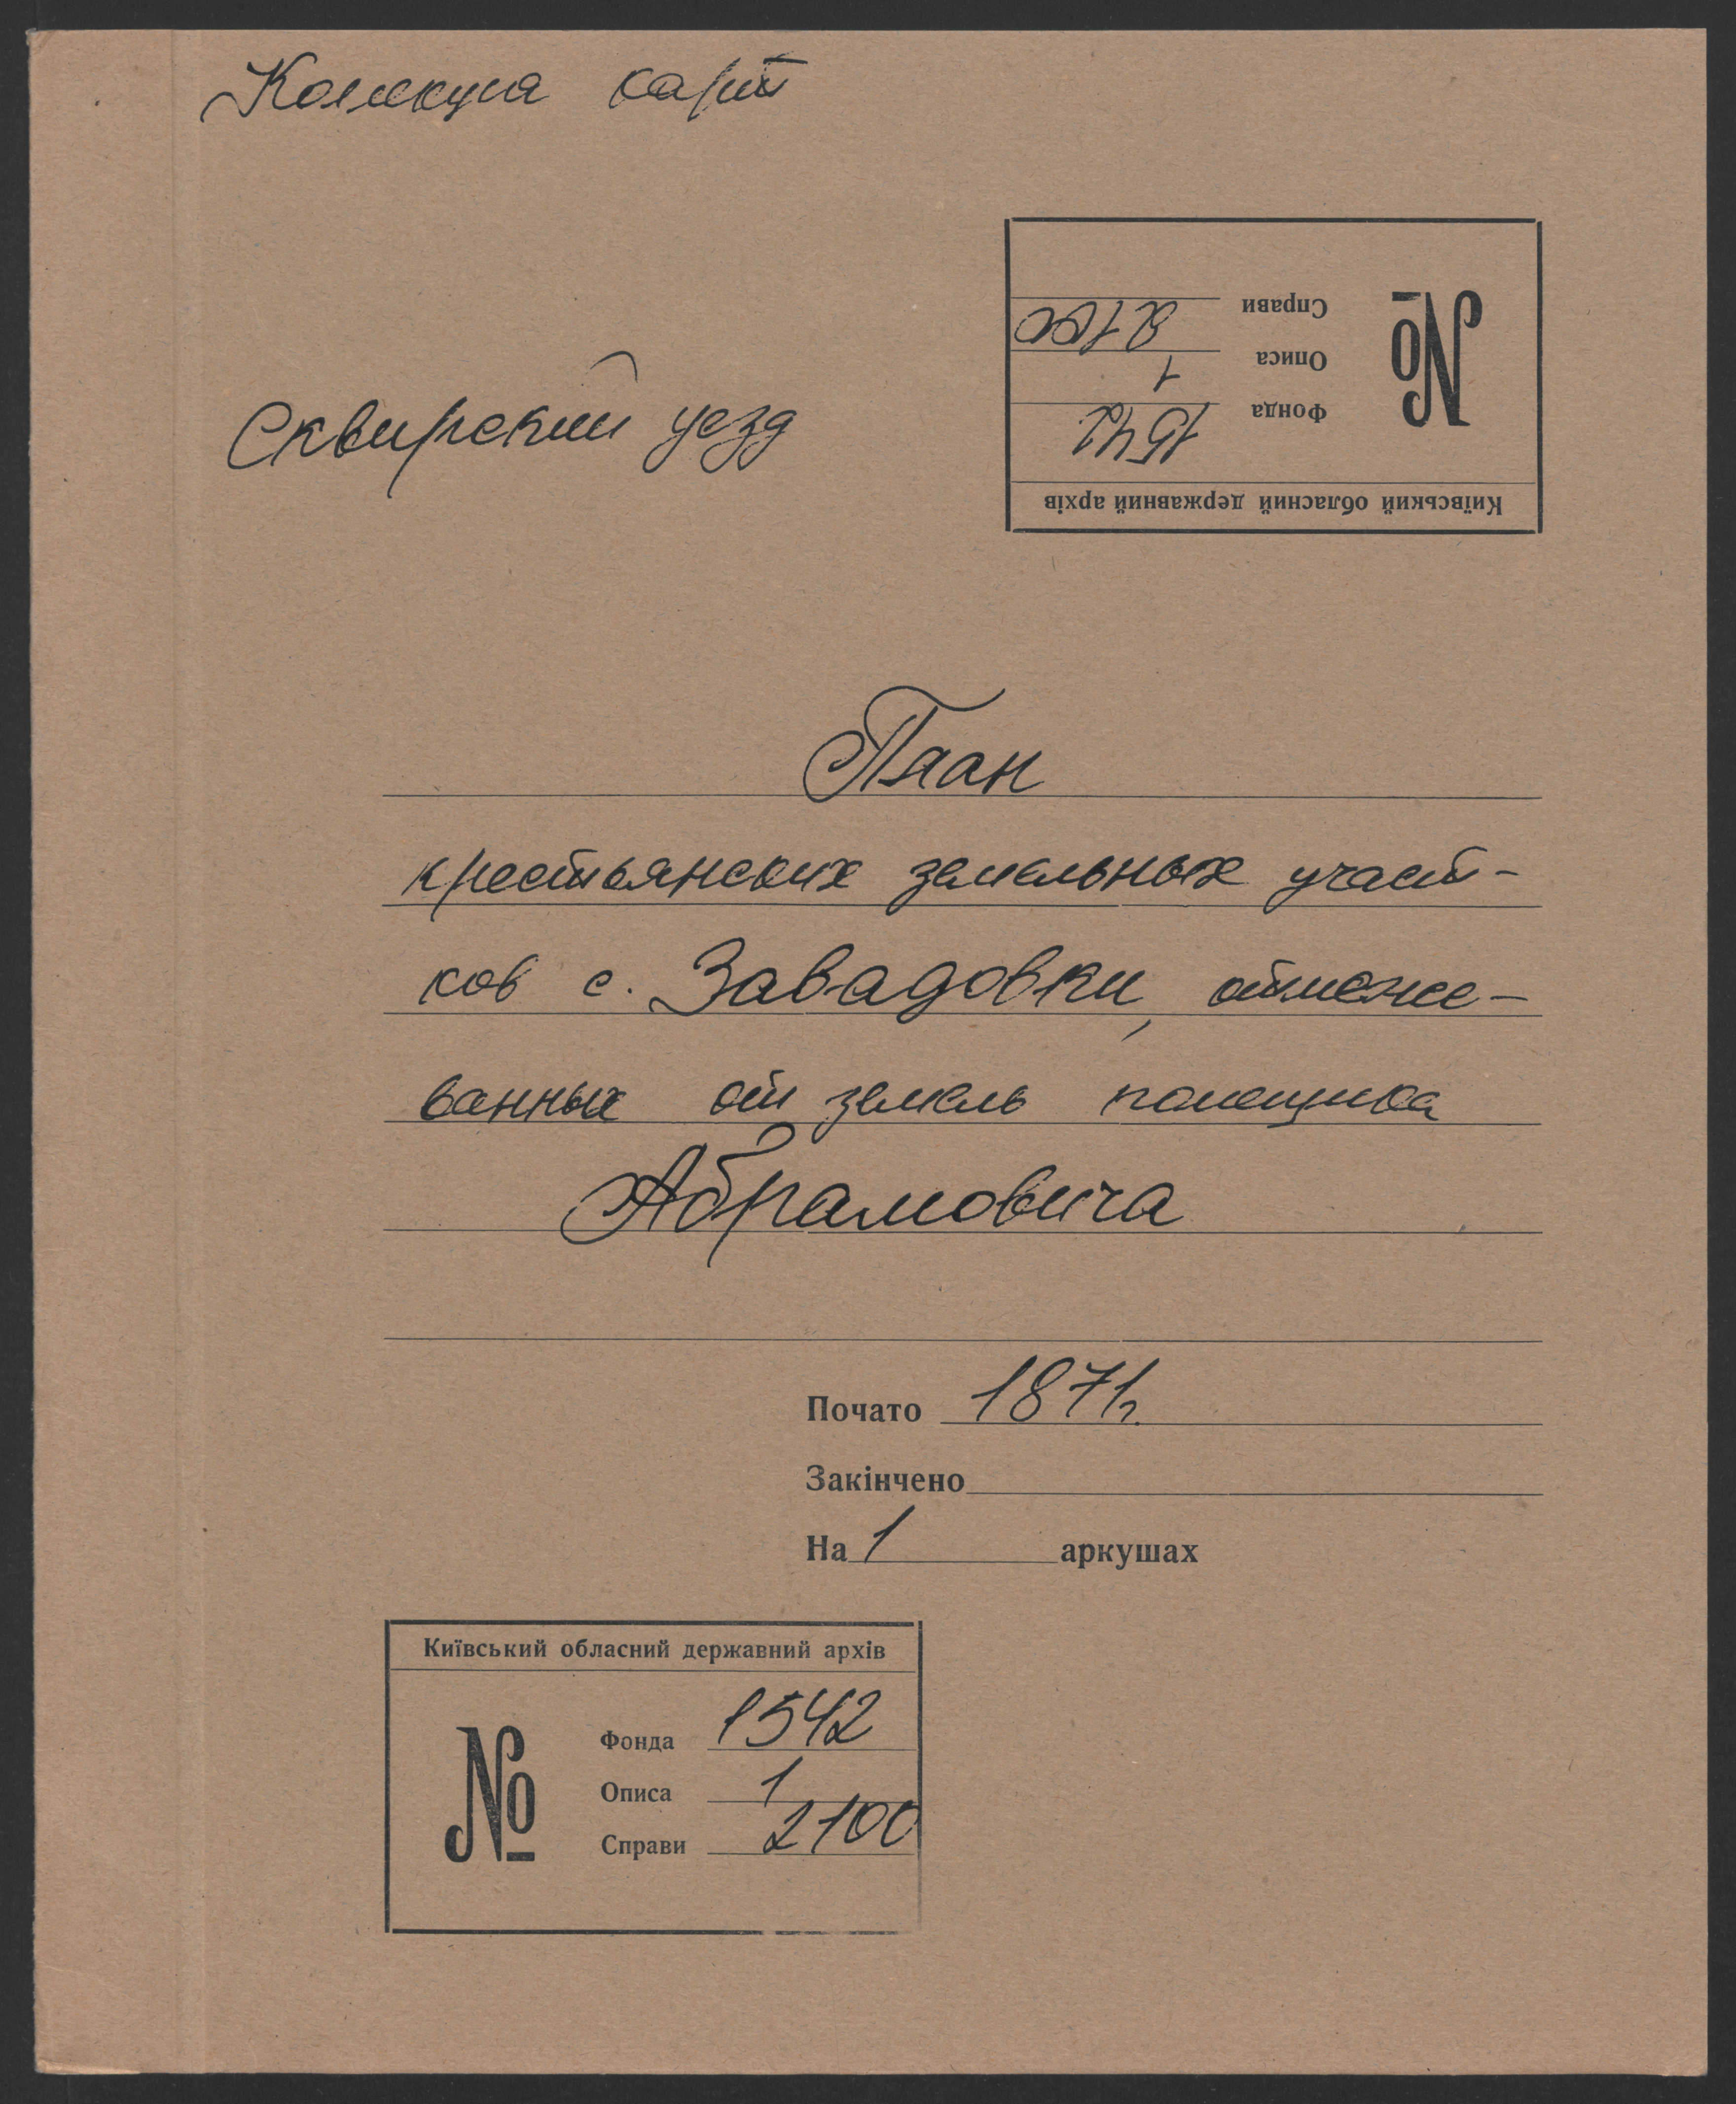 Коллекция карт
Справи 2100
Описа 1
Фонда 1542
№
Київський обласний державний архів
Сквирский уезд
План
крестьянских земельных участ-
ков с. Завадовки, отмеже-
ванных от земель помещика
Абрамовича
Почато 1871г.
Закінчено
На 1 аркушах
Київський обласний державний архів
№
Фонда 1542
Описа 1
Справи 2100